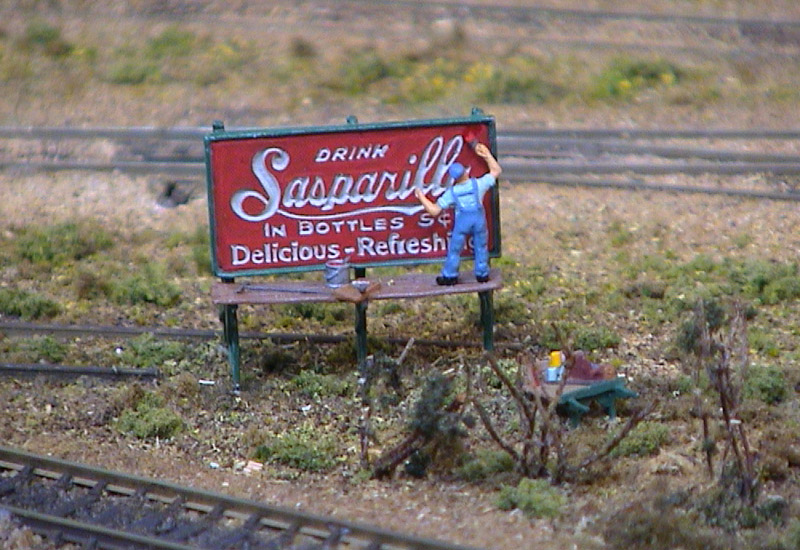 DRINK
Sasparill
IN BOTTLES 5¢
Delicious - Refreshi